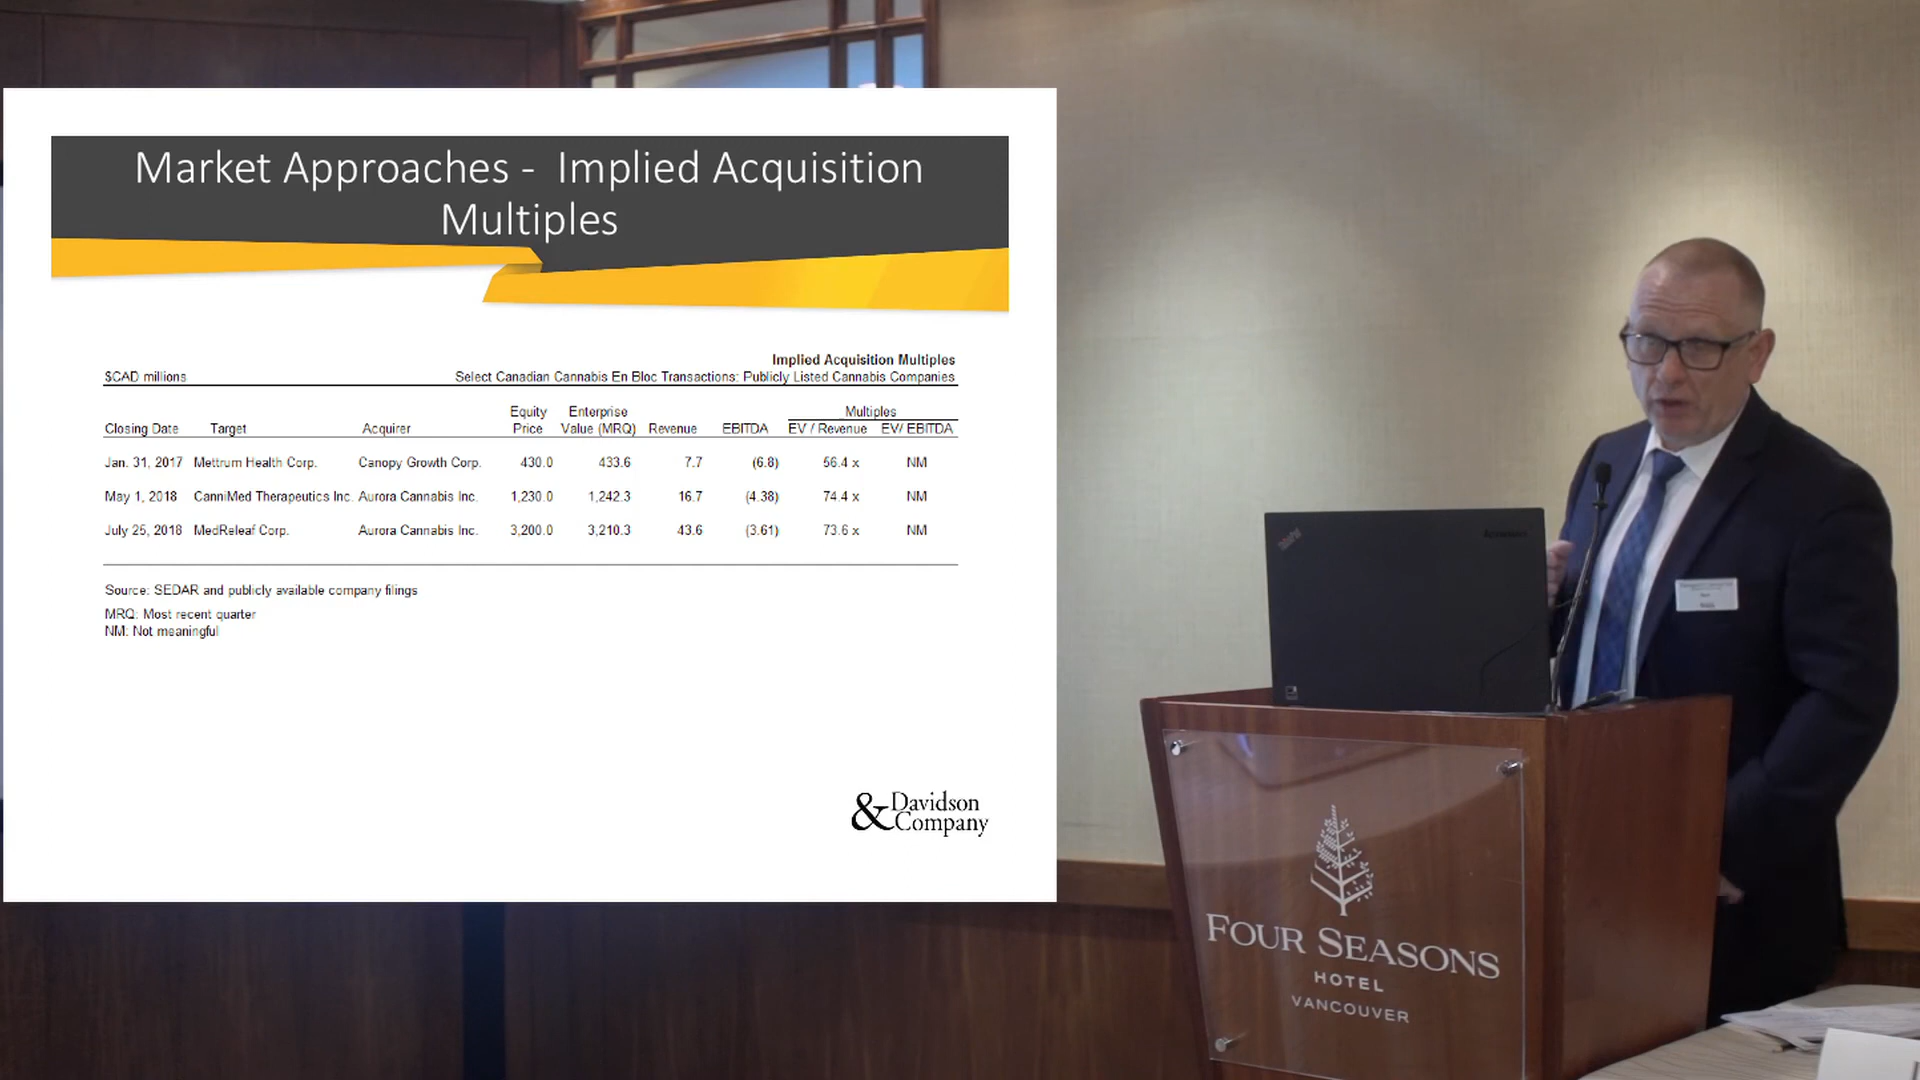 Market Approaches - Implied Acquisition
Multiples
Implied Acquisition Multiples
$CAD millions Select Canadian Cannabis En Bloc Transactions: Publicly Listed Cannabis Companies
Equity Enterprise Multiples
Closing Date Target Acquirer Price Value (MRQ) Revenue EBITDA EV / Revenue EV/ EBITDA
Jan. 31, 2017 Mettrum Health Corp. Canopy Growth Corp. 430.0 433.6 7.7 (6.8) 56.4 x NM
May 1, 2018 CanniMed Therapeutics Inc. Aurora Cannabis Inc. 1,230.0 1,242.3 16.7 (4.38) 74.4 x NM
July 25, 2018 MedReleaf Corp. Aurora Cannabis Inc. 3,200.0 3,210.3 43.6 (3.61) 73.6 x NM
Source: SEDAR and publicly available company filings
MRQ: Most recent quarter
NM: Not meaningful
& Davidson
Company
ThinkPad
FOUR SEASONS
HOTEL
VANCOUVER